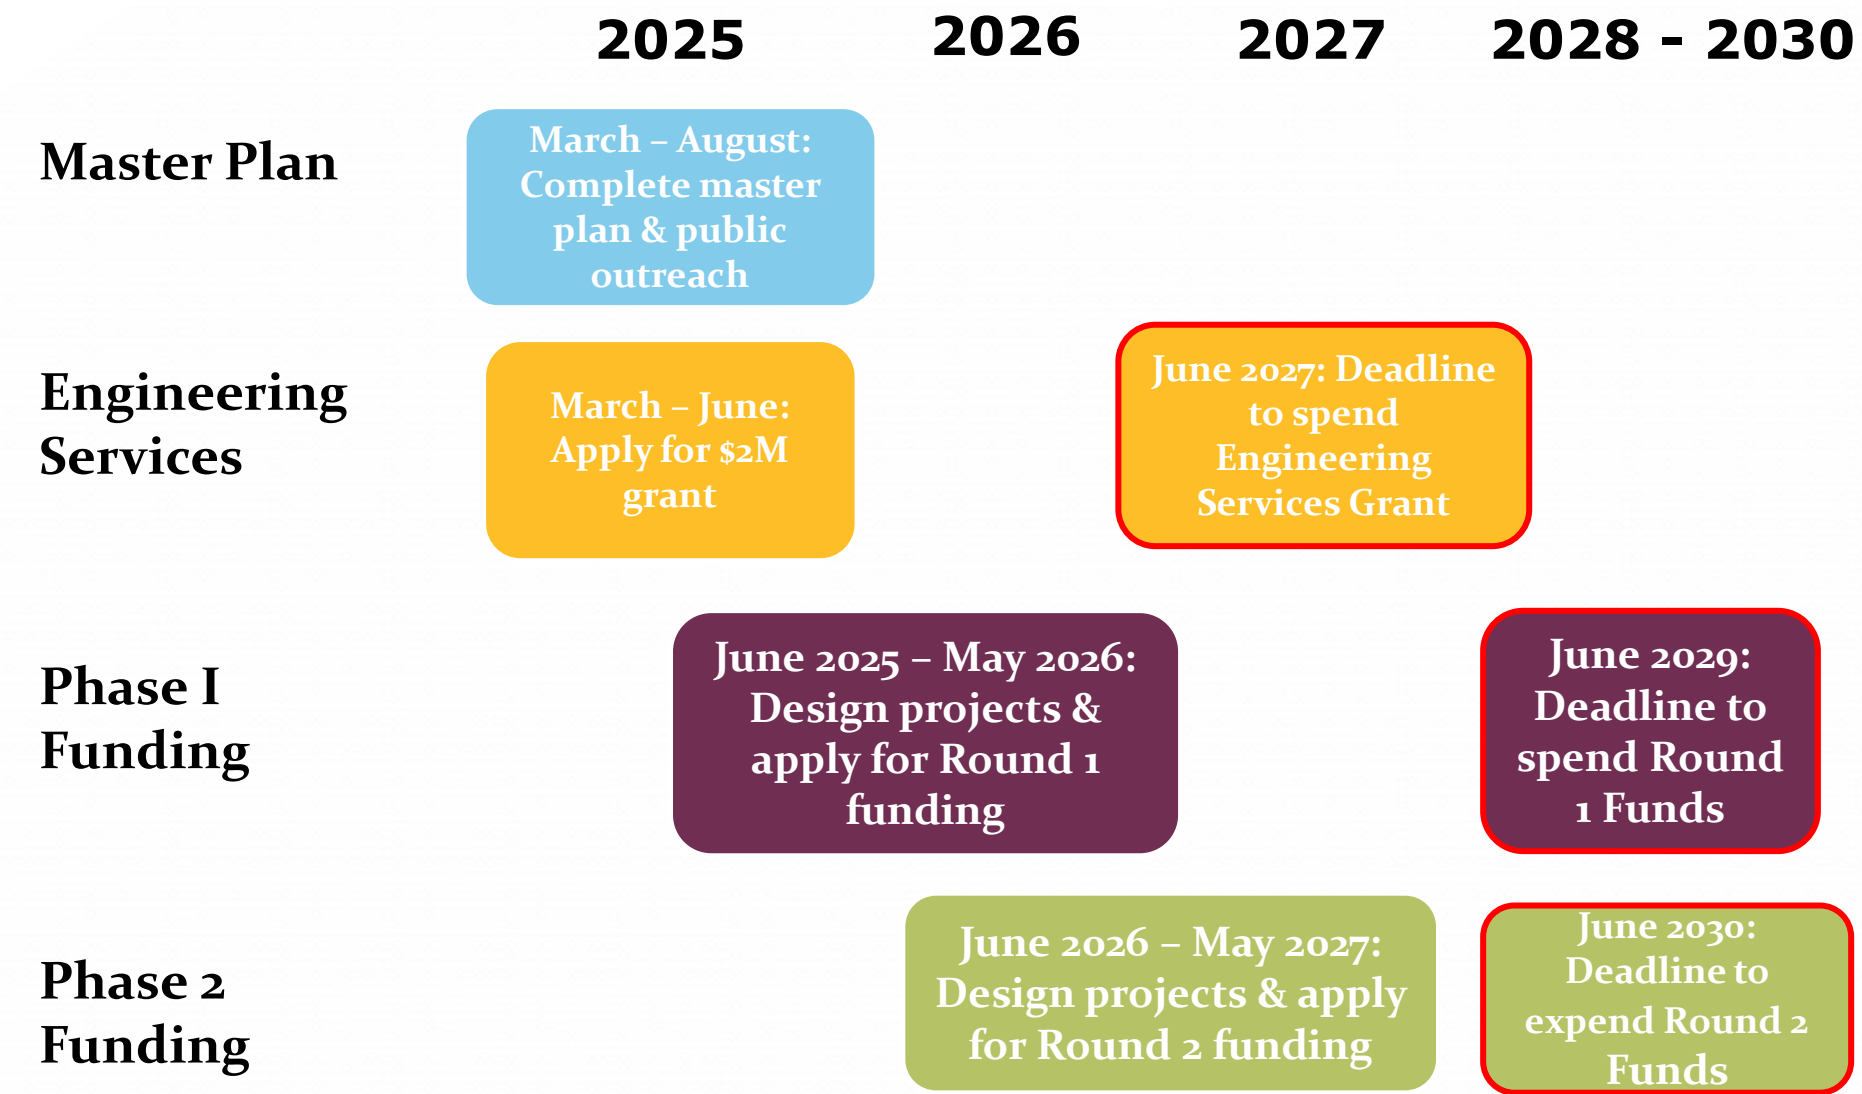 2025 2026 2027 2028 - 2030
Master Plan
March – August:
Complete master
plan & public
outreach
Engineering
Services
March – June:
Apply for $2M
grant
June 2027: Deadline
to spend
Engineering
Services Grant
Phase I
Funding
June 2025 – May 2026:
Design projects &
apply for Round 1
funding
June 2029:
Deadline to
spend Round
1 Funds
Phase 2
Funding
June 2026 – May 2027:
Design projects & apply
for Round 2 funding
June 2030:
Deadline to
expend Round 2
Funds